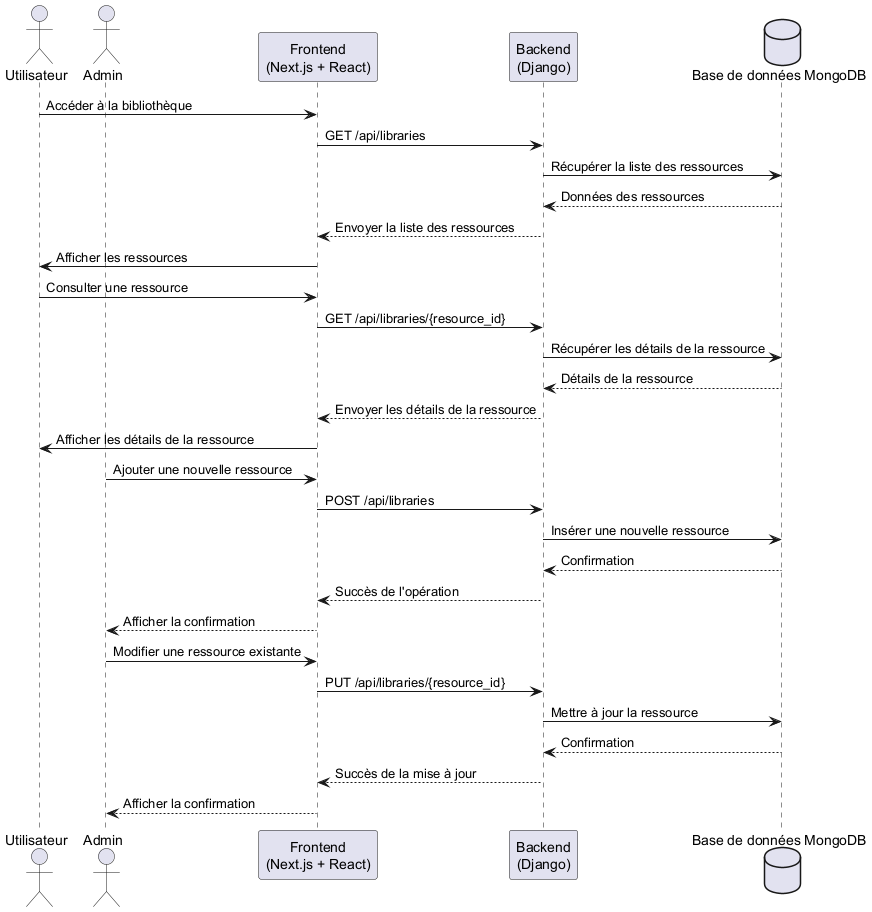 Utilisateur
Admin
Frontend
(Next.js + React)
Backend
(Django)
Base de données MongoDB
Accéder à la bibliothèque
GET /api/libraries
Récupérer la liste des ressources
Données des ressources
Envoyer la liste des ressources
Afficher les ressources
Consulter une ressource
GET /api/libraries/{resource_id}
Récupérer les détails de la ressource
Détails de la ressource
Envoyer les détails de la ressource
Afficher les détails de la ressource
Ajouter une nouvelle ressource
POST /api/libraries
Insérer une nouvelle ressource
Confirmation
Succès de l'opération
Afficher la confirmation
Modifier une ressource existante
PUT /api/libraries/{resource_id}
Mettre à jour la ressource
Confirmation
Succès de la mise à jour
Afficher la confirmation
Utilisateur
Admin
Frontend
(Next.js + React)
Backend
(Django)
Base de données MongoDB